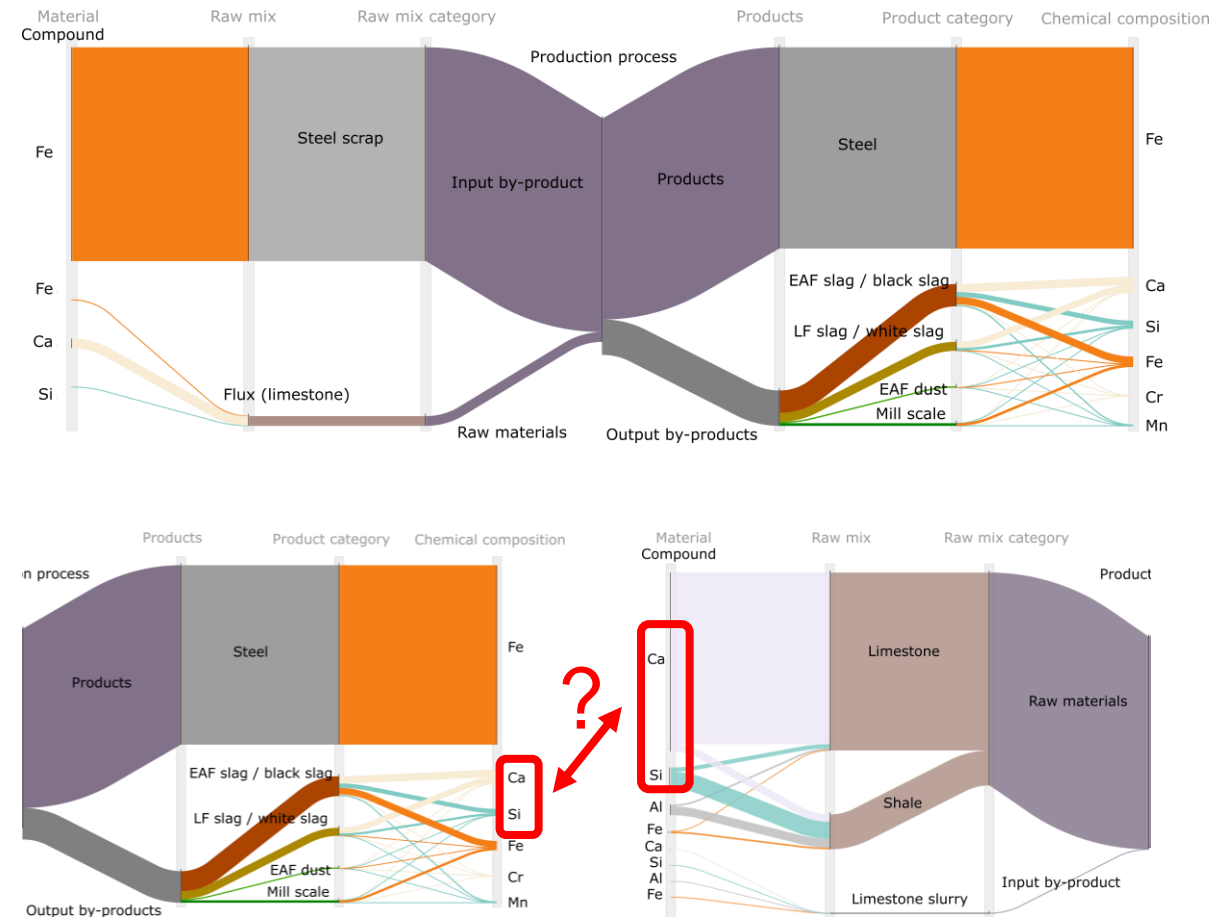 Material Raw mix Raw mix category Products Product category Chemical composition
Compound
Production process
Fe
Steel scrap
Input by-product
Products
Steel
Fe
Fe
Ca
Si
Flux (limestone)
Raw materials
Output by-products
EAF slag / black slag
LF slag / white slag
EAF dust
Mill scale
Ca
Si
Fe
Cr
Mn
Products Product category Chemical composition
n process
Products
Steel
Fe
EAF slag / black slag
LF slag / white slag
EAF dust
Mill scale
Output by-products
Ca
Si
Fe
Cr
Mn
?
Material Raw mix Raw mix category
Compound
Product
Ca
Limestone
Raw materials
Si
Al
Fe
Ca
Si
Al
Fe
Shale
Limestone slurry
Input by-product